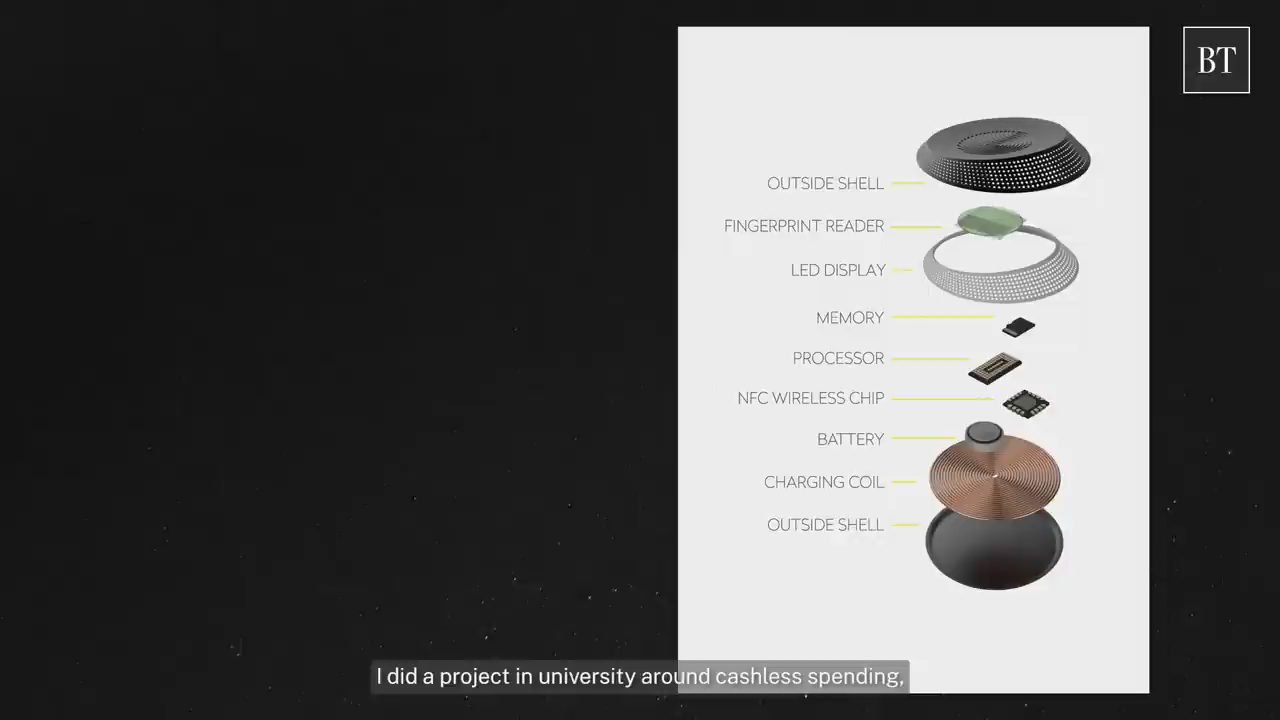 BT
OUTSIDE SHELL
FINGERPRINT READER
LED DISPLAY
MEMORY
PROCESSOR
NFC WIRELESS CHIP
BATTERY
CHARGING COIL
OUTSIDE SHELL
I did a project in university around cashless spending,